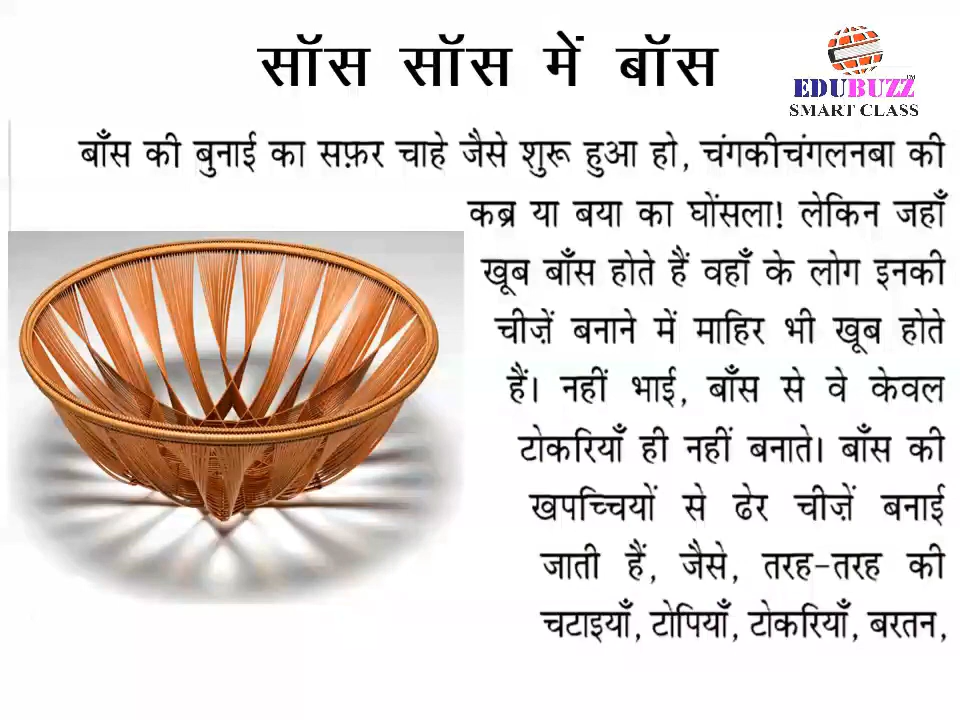 सॉस सॉस में बॉस
EDUBUZZ™
SMART CLASS
बाँस की बुनाई का सफ़र चाहे जैसे शुरू हुआ हो, चंगकीचंगलनबा की
कब्र या बया का घोंसला! लेकिन जहाँ
खूब बाँस होते हैं वहाँ के लोग इनकी
चीज़ें बनाने में माहिर भी खूब होते
हैं। नहीं भाई, बाँस से वे केवल
टोकरियाँ ही नहीं बनाते। बाँस की
खपच्चियों से ढेर चीज़ें बनाई
जाती हैं, जैसे, तरह-तरह की
चटाइयाँ, टोपियाँ, टोकरियाँ, बरतन,